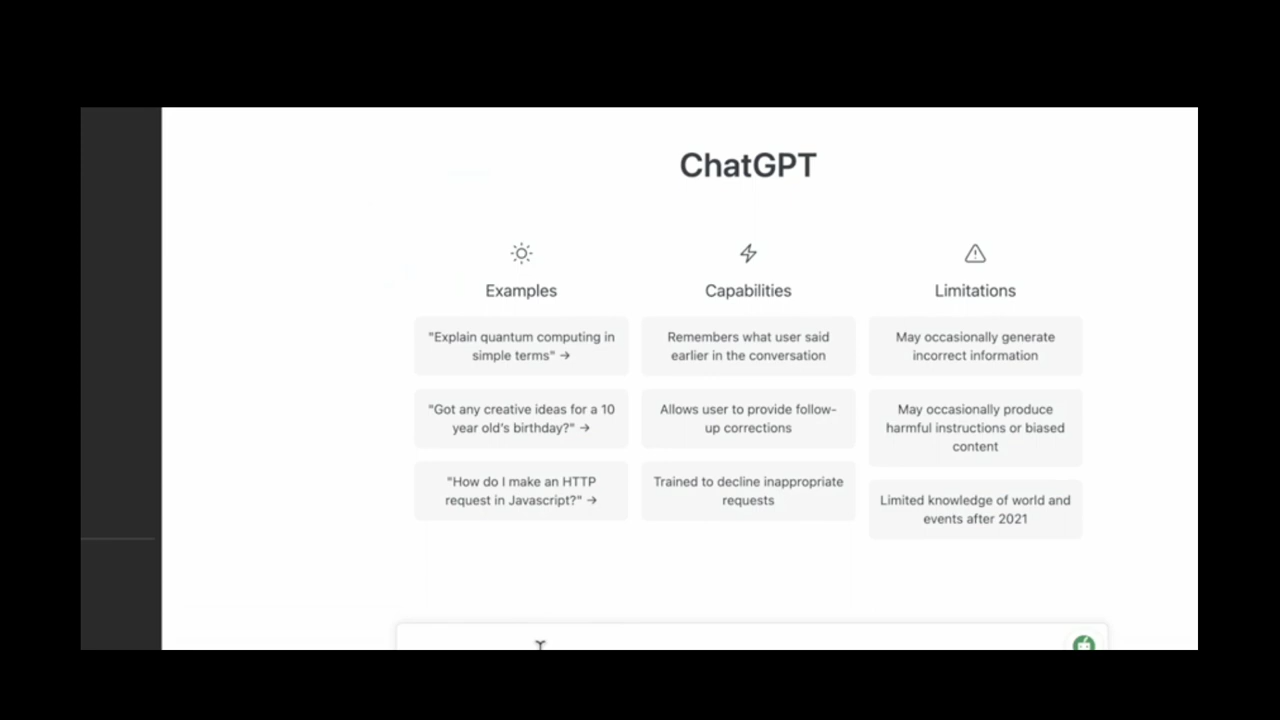 ChatGPT
Examples
"Explain quantum computing in
simple terms" →
"Got any creative ideas for a 10
year old's birthday?" →
"How do I make an HTTP
request in Javascript?" →
Capabilities
Remembers what user said
earlier in the conversation
Allows user to provide follow-
up corrections
Trained to decline inappropriate
requests
Limitations
May occasionally generate
incorrect information
May occasionally produce
harmful instructions or biased
content
Limited knowledge of world and
events after 2021